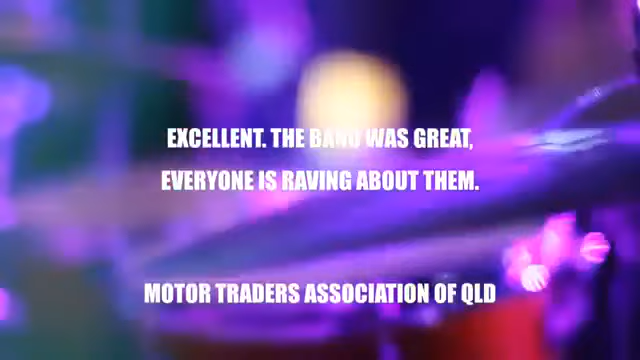 EXCELLENT. THE BAND WAS GREAT,
EVERYONE IS RAVING ABOUT THEM.
MOTOR TRADERS ASSOCIATION OF QLD